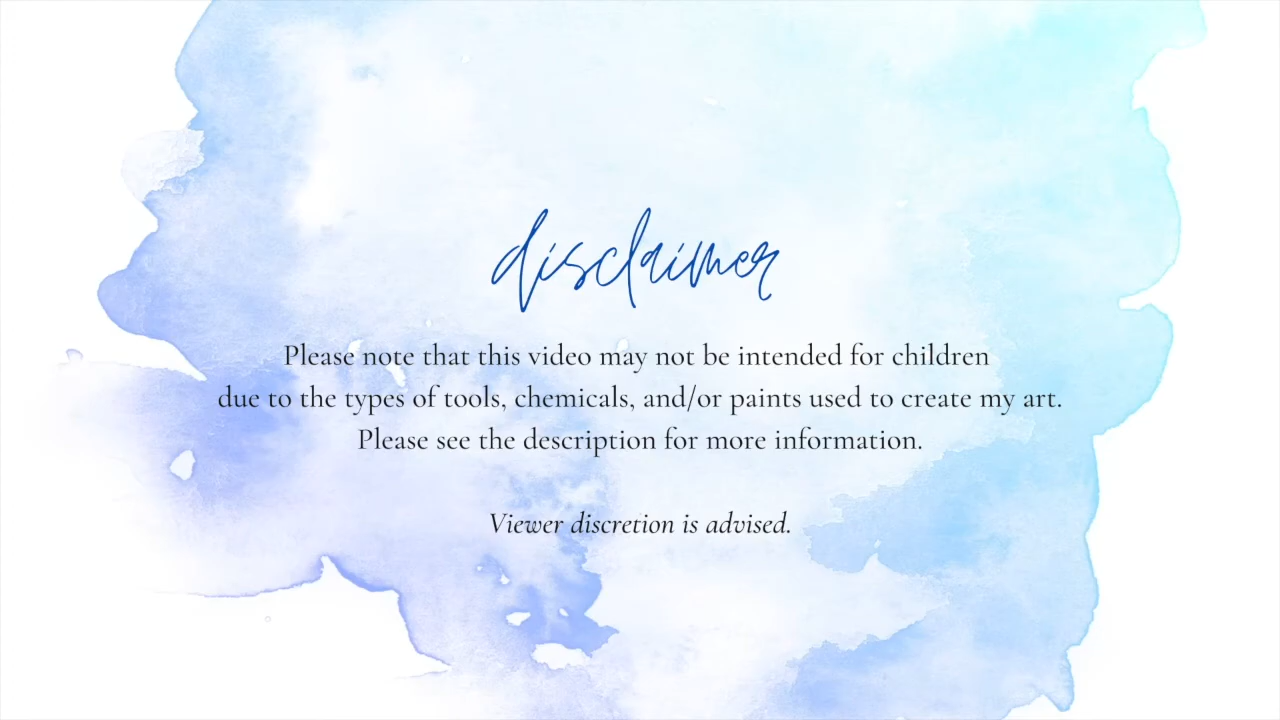 disclaimer
Please note that this video may not be intended for children
due to the types of tools, chemicals, and/or paints used to create my art.
Please see the description for more information.
Viewer discretion is advised.